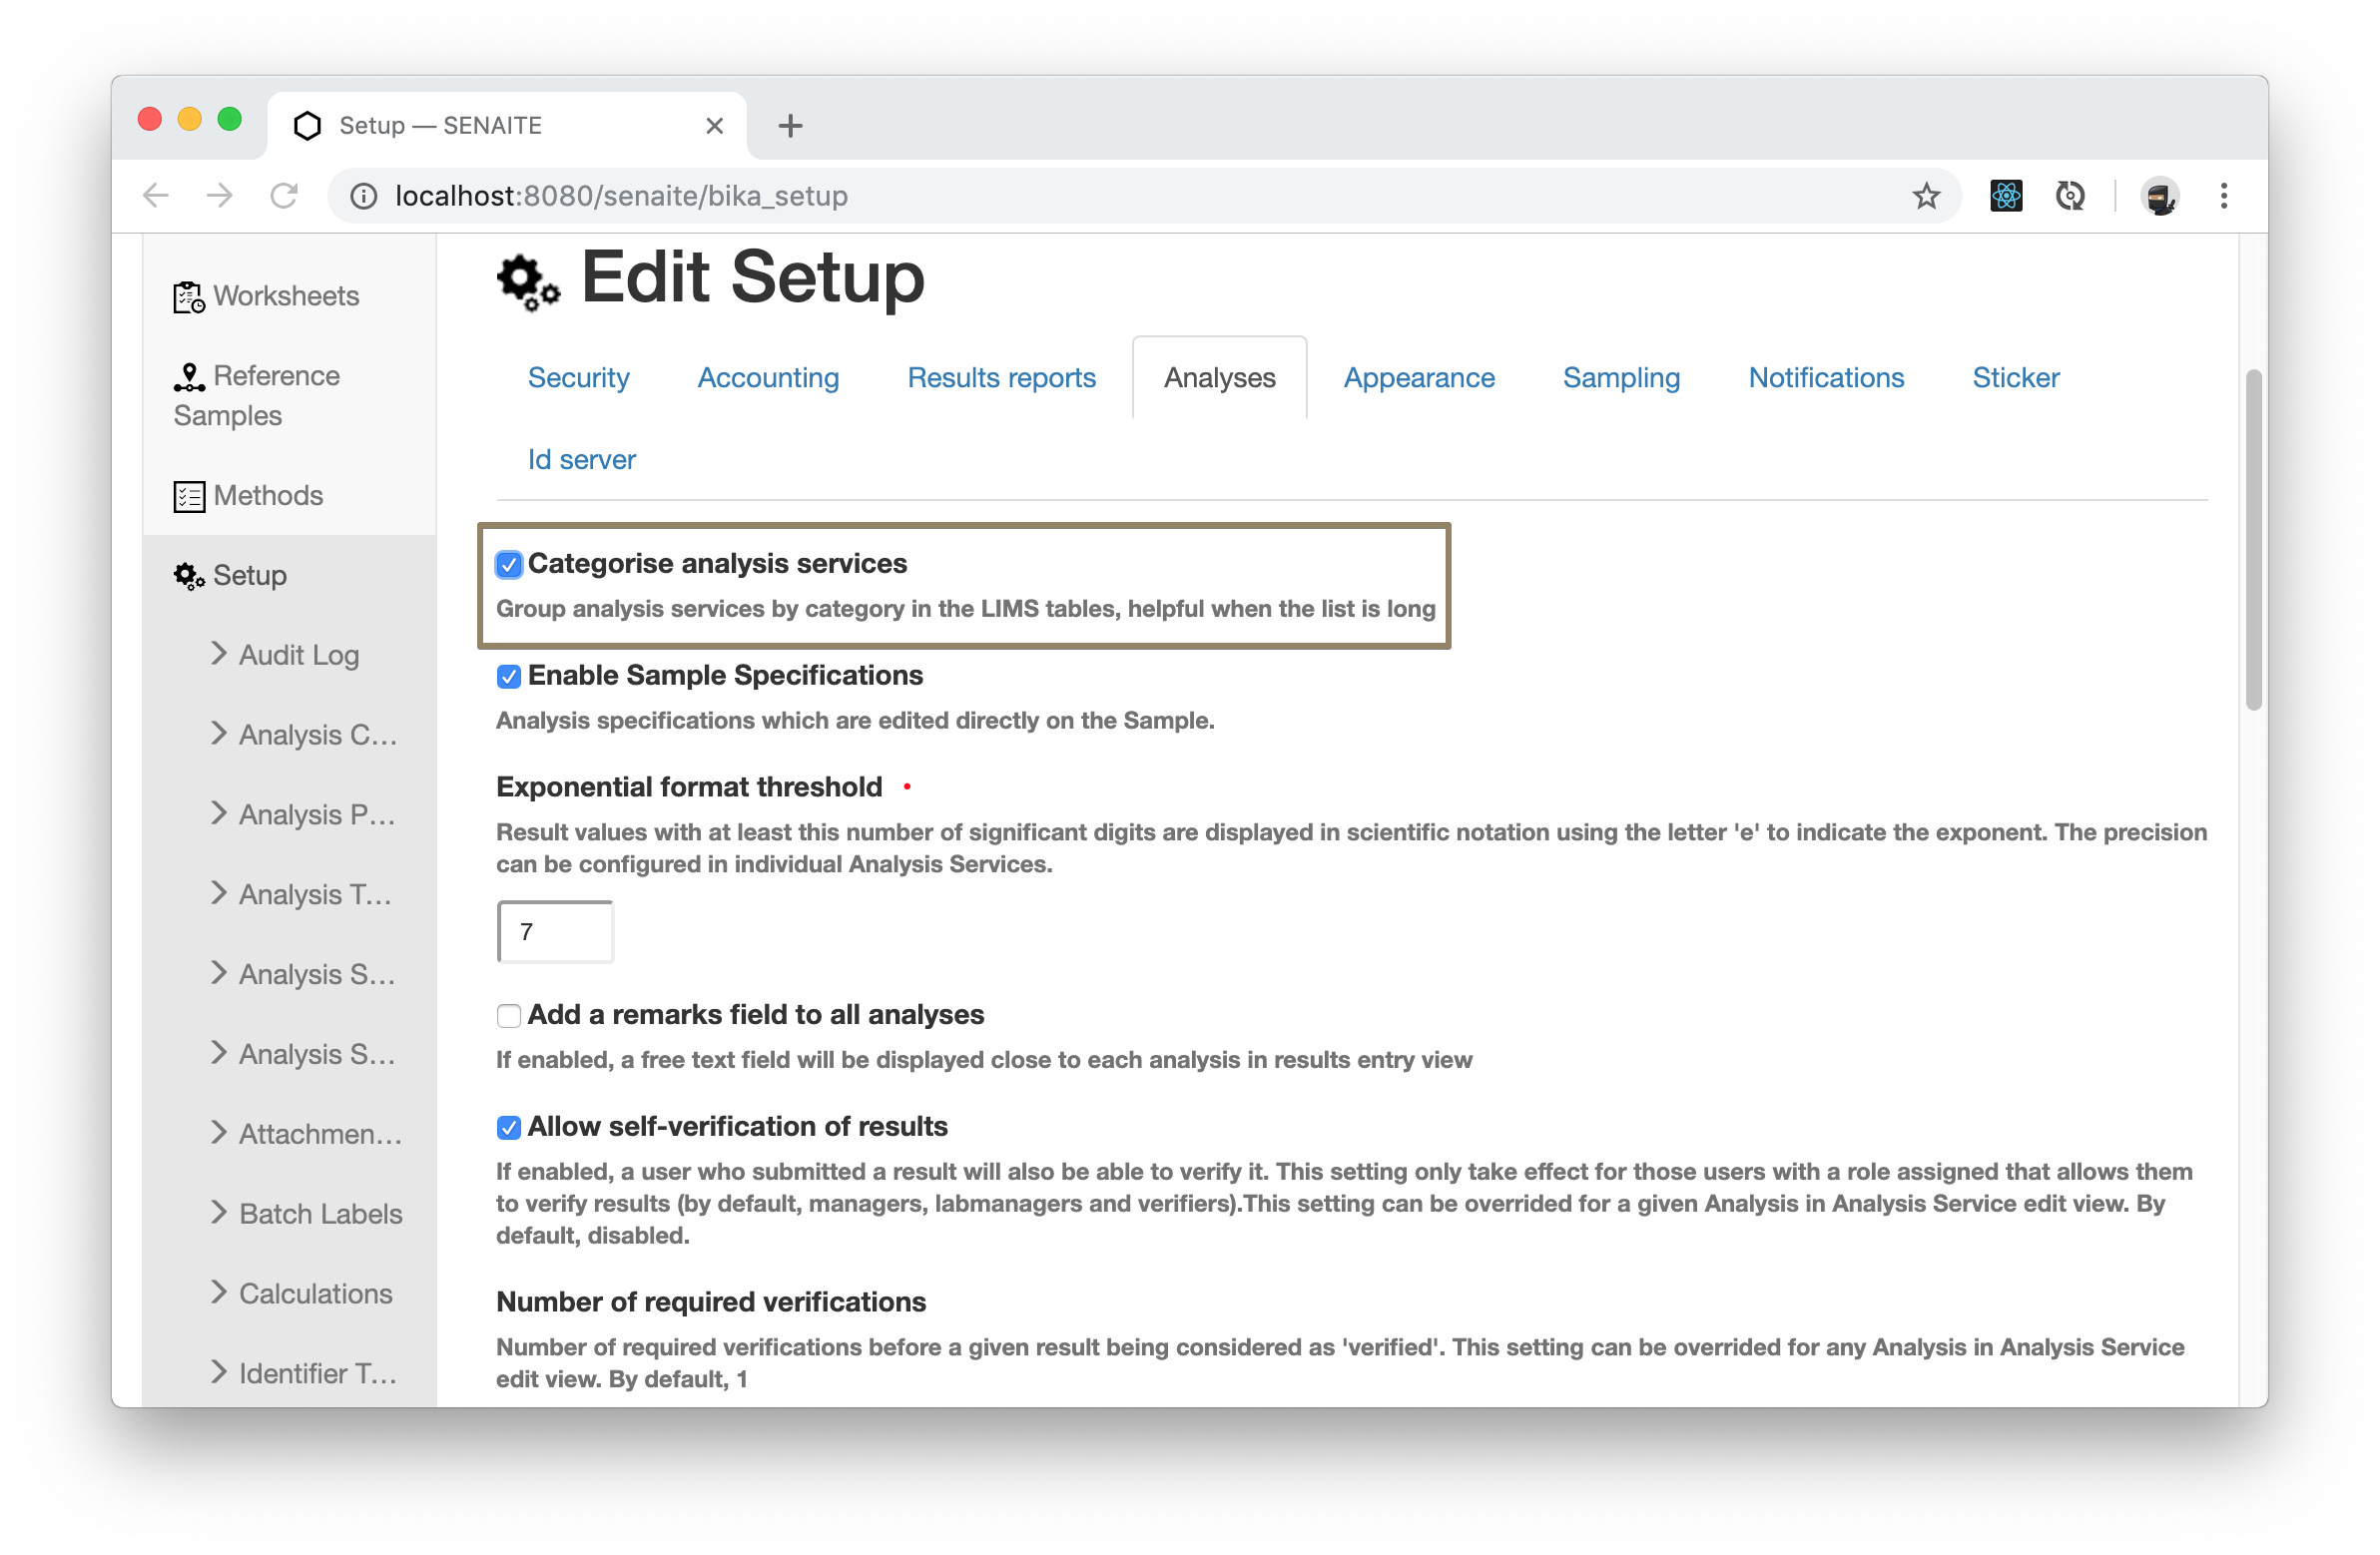 Setup — SENAITE
localhost:8080/senaite/bika_setup
Worksheets
Reference
Samples
Methods
Setup
Audit Log
Analysis C...
Analysis P...
Analysis T...
Analysis S...
Analysis S...
Attachmen...
Batch Labels
Calculations
Identifier T...
Edit Setup
Security Accounting Results reports Analyses Appearance Sampling Notifications Sticker
Id server
Categorise analysis services
Group analysis services by category in the LIMS tables, helpful when the list is long
Enable Sample Specifications
Analysis specifications which are edited directly on the Sample.
Exponential format threshold
Result values with at least this number of significant digits are displayed in scientific notation using the letter 'e' to indicate the exponent. The precision
can be configured in individual Analysis Services.
7
Add a remarks field to all analyses
If enabled, a free text field will be displayed close to each analysis in results entry view
Allow self-verification of results
If enabled, a user who submitted a result will also be able to verify it. This setting only take effect for those users with a role assigned that allows them
to verify results (by default, managers, labmanagers and verifiers).This setting can be overrided for a given Analysis in Analysis Service edit view. By
default, disabled.
Number of required verifications
Number of required verifications before a given result being considered as 'verified'. This setting can be overrided for any Analysis in Analysis Service
edit view. By default, 1